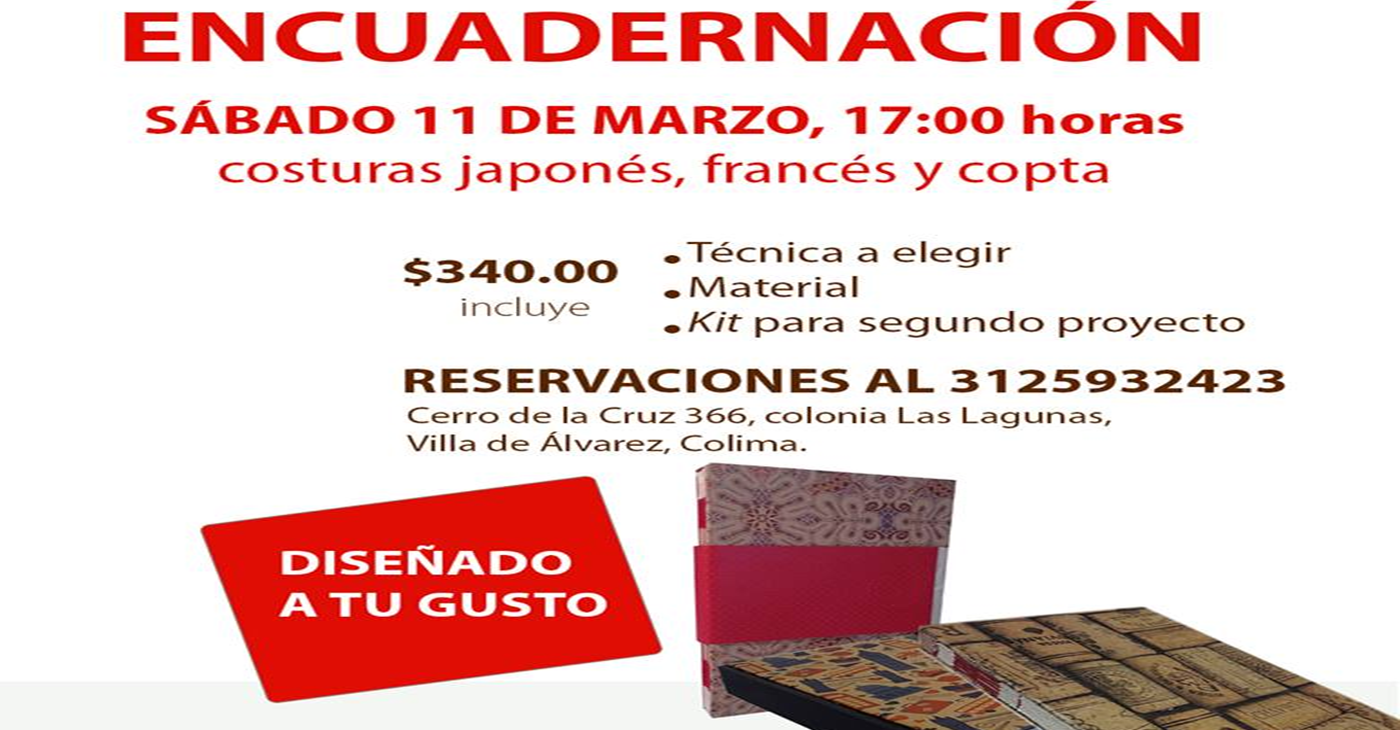 ENCUADERNACIÓN
SÁBADO 11 DE MARZO, 17:00 horas
costuras japonés, francés y copta
$340.00
incluye
• Técnica a elegir
• Material
• Kit para segundo proyecto
RESERVACIONES AL 3125932423
Cerro de la Cruz 366, colonia Las Lagunas,
Villa de Álvarez, Colima.
DISEÑADO
A TU GUSTO